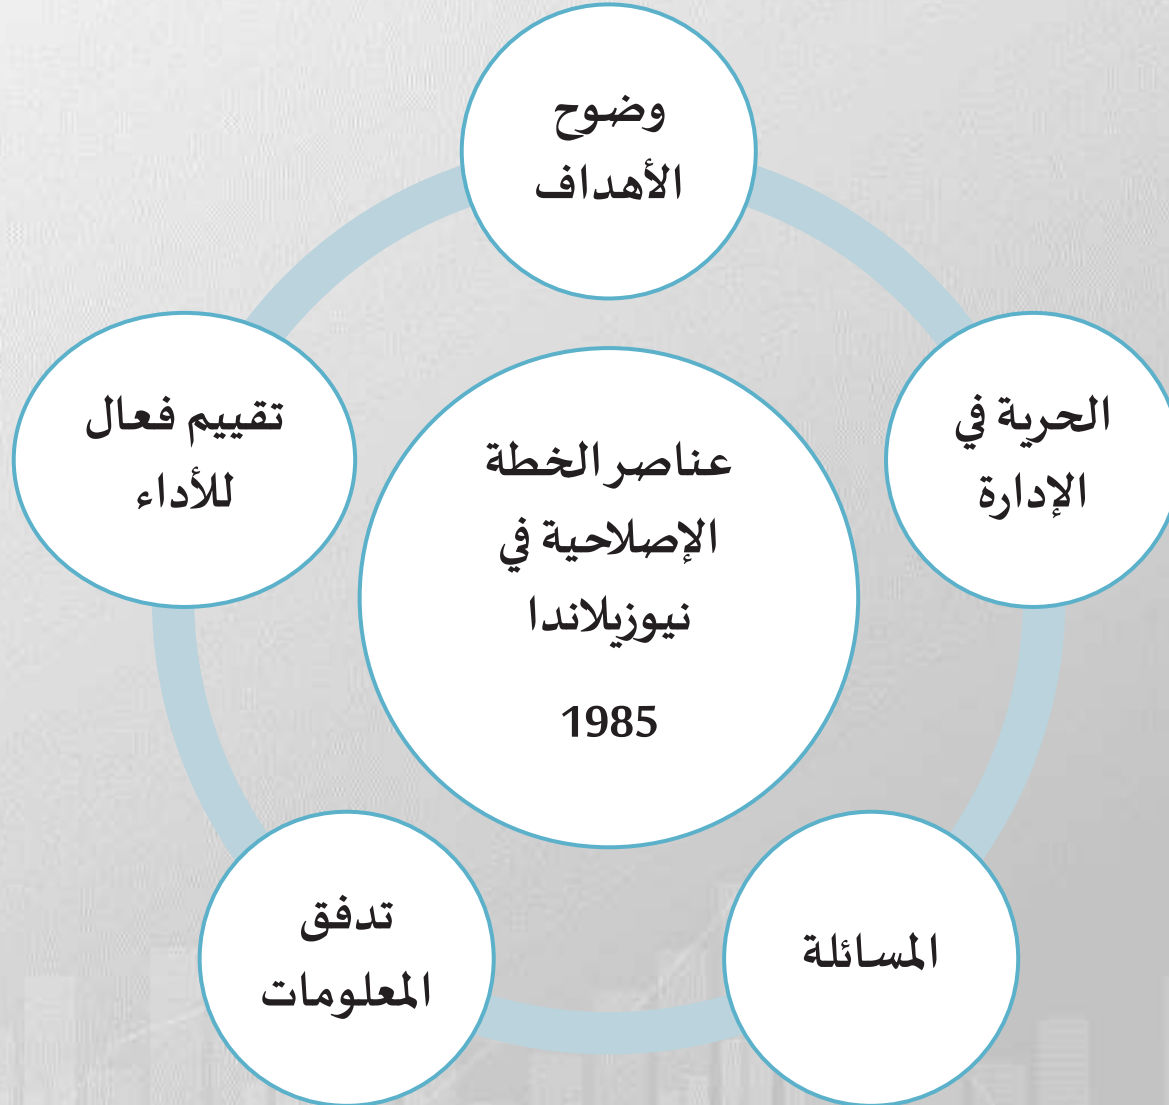 وضوح
الأهداف
الحرية في
الإدارة
المسائلة
تدفق
المعلومات
تقييم فعال
للأداء
عناصر الخطة
الإصلاحية في
نيوزيلاندا
1985